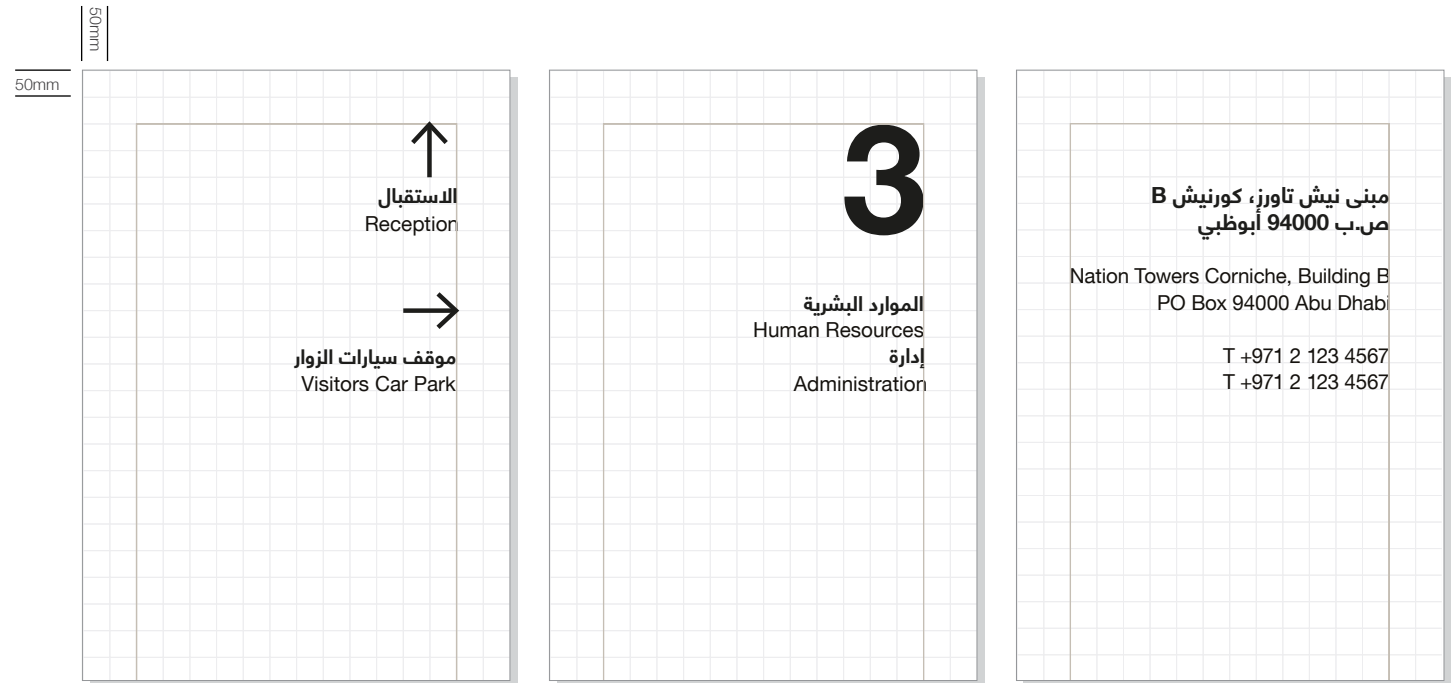 50mm
50mm
الاستقبال
Reception
موقف سيارات الزوار
Visitors Car Park
3
الموارد البشرية
Human Resources
إدارة
Administration
مبنى نيش تاورز، كورنيش B
ص.ب 94000 أبوظبي
Nation Towers Corniche, Building B
PO Box 94000 Abu Dhabi
T +971 2 123 4567
T +971 2 123 4567